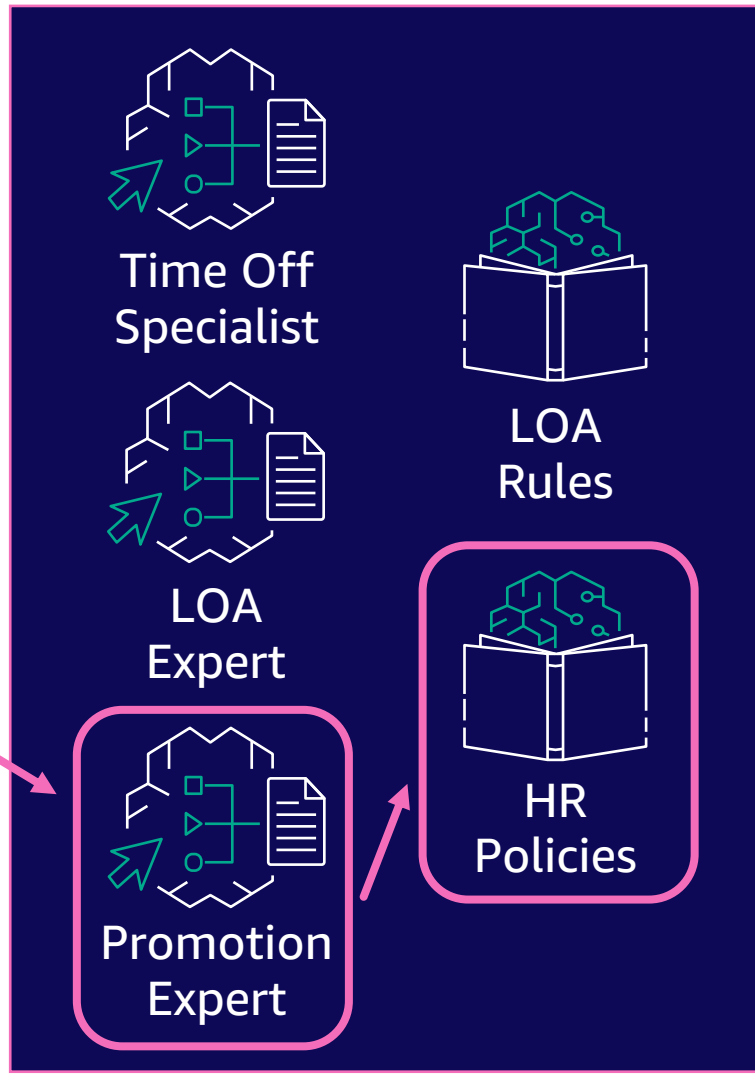 Time Off
Specialist
LOA
Expert
Promotion
Expert
LOA
Rules
HR
Policies